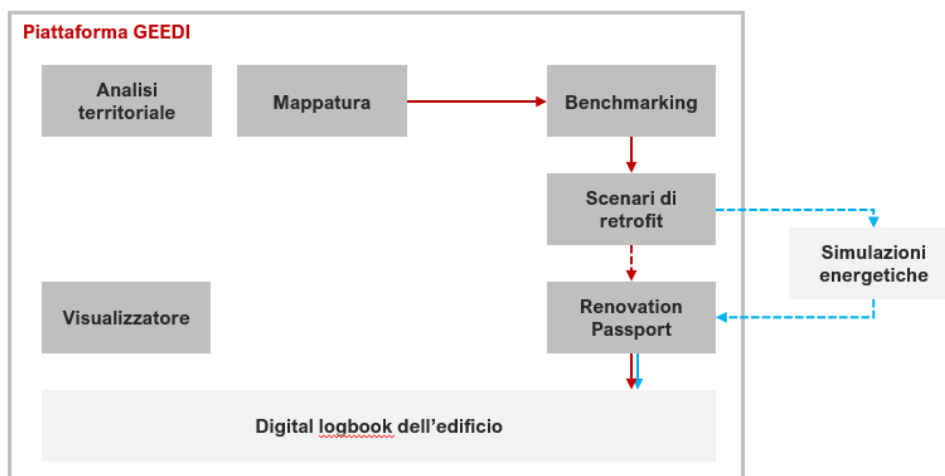 Piattaforma GEEDI
Analisi
territoriale
Mappatura
Benchmarking
Scenari di
retrofit
Simulazioni
energetiche
Visualizzatore
Renovation
Passport
Digital logbook dell'edificio